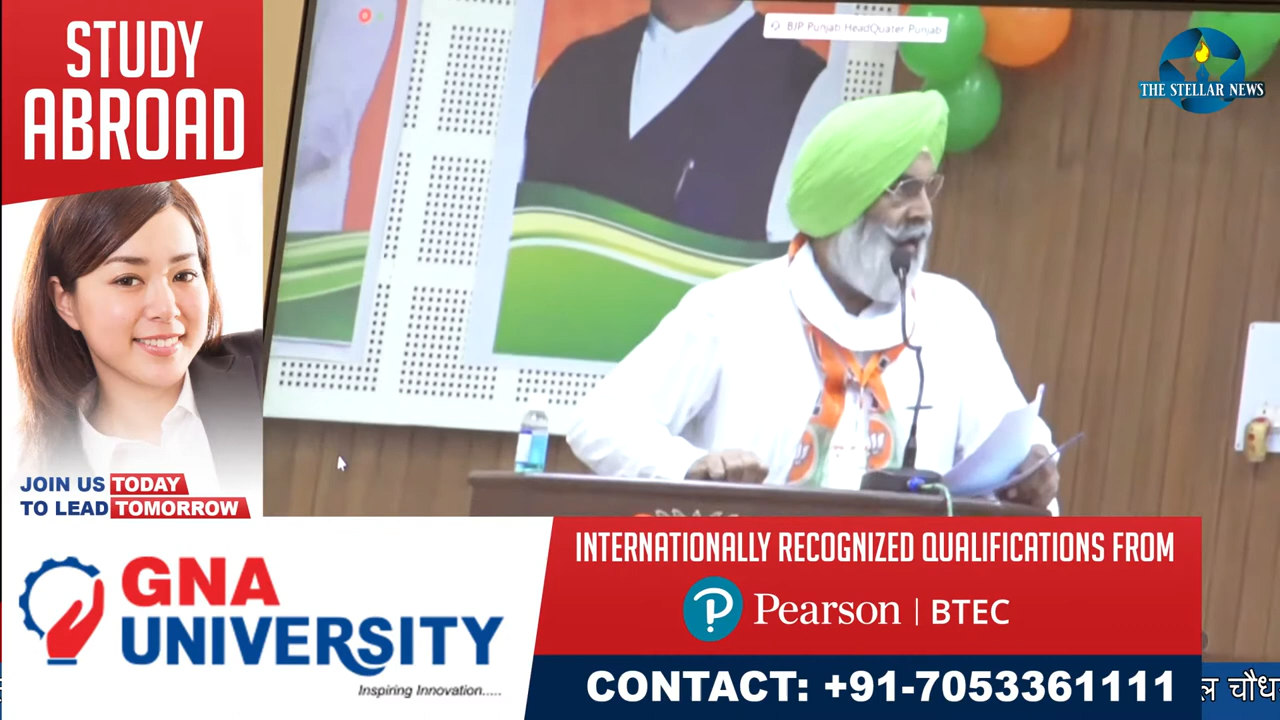 STUDY
ABROAD
BJP Punjab HeadQuater Punjab
THE STELLAR NEWS
JOIN US TODAY
TO LEAD TOMORROW
GNA
UNIVERSITY
Inspiring Innovation.....
INTERNATIONALLY RECOGNIZED QUALIFICATIONS FROM
Pearson | BTEC
CONTACT: +91-7053361111